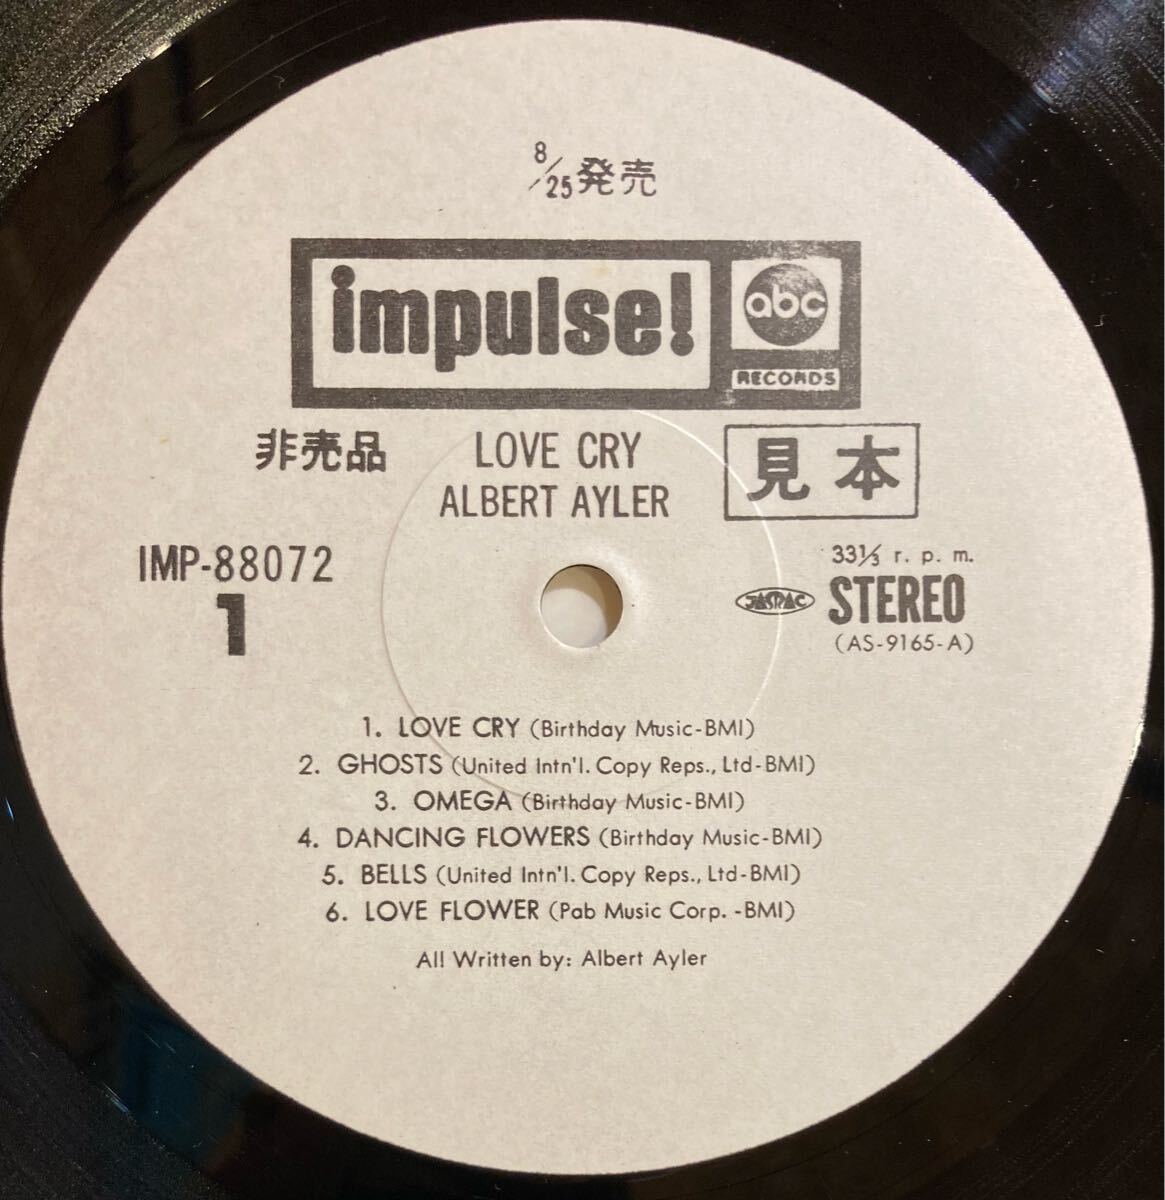 8/25発売
impulse!
abc
RECORDS
非売品
LOVE CRY
ALBERT AYLER
見本
IMP-88072
1
33⅓ r. p. m.
JASRAC
STEREO
(AS-9165-A)
1. LOVE CRY (Birthday Music-BMI)
2. GHOSTS (United Intn'l. Copy Reps., Ltd-BMI)
3. OMEGA (Birthday Music-BMI)
4. DANCING FLOWERS (Birthday Music-BMI)
5. BELLS (United Intn'l. Copy Reps., Ltd-BMI)
6. LOVE FLOWER (Pab Music Corp. -BMI)
All Written by: Albert Ayler